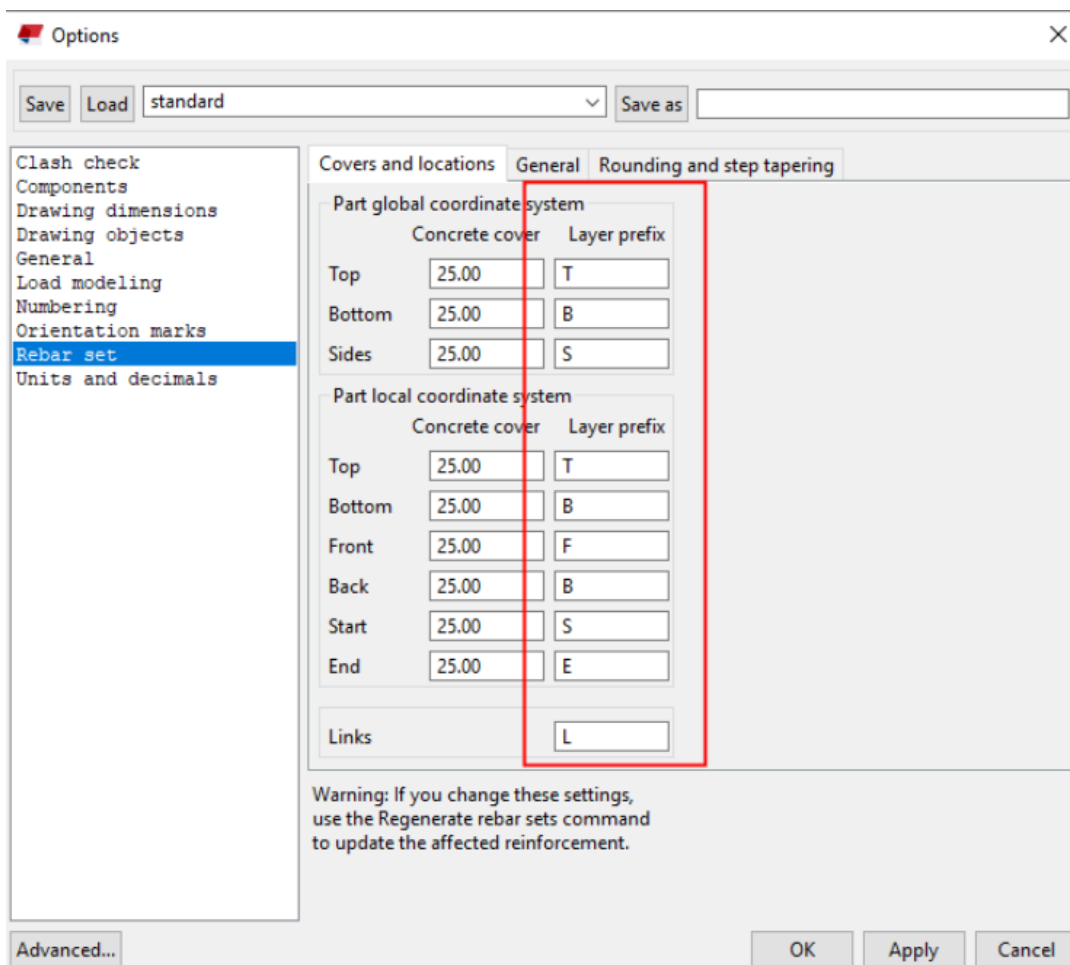 Options
Save Load standard Save as
Clash check
Components
Drawing dimensions
Drawing objects
General
Load modeling
Numbering
Orientation marks
Rebar set
Units and decimals
Covers and locations General Rounding and step tapering
Part global coordinate system
Concrete cover Layer prefix
Top 25.00 T
Bottom 25.00 B
Sides 25.00 S
Part local coordinate system
Concrete cover Layer prefix
Top 25.00 T
Bottom 25.00 B
Front 25.00 F
Back 25.00 B
Start 25.00 S
End 25.00 E
Links L
Warning: If you change these settings,
use the Regenerate rebar sets command
to update the affected reinforcement.
Advanced... OK Apply Cancel